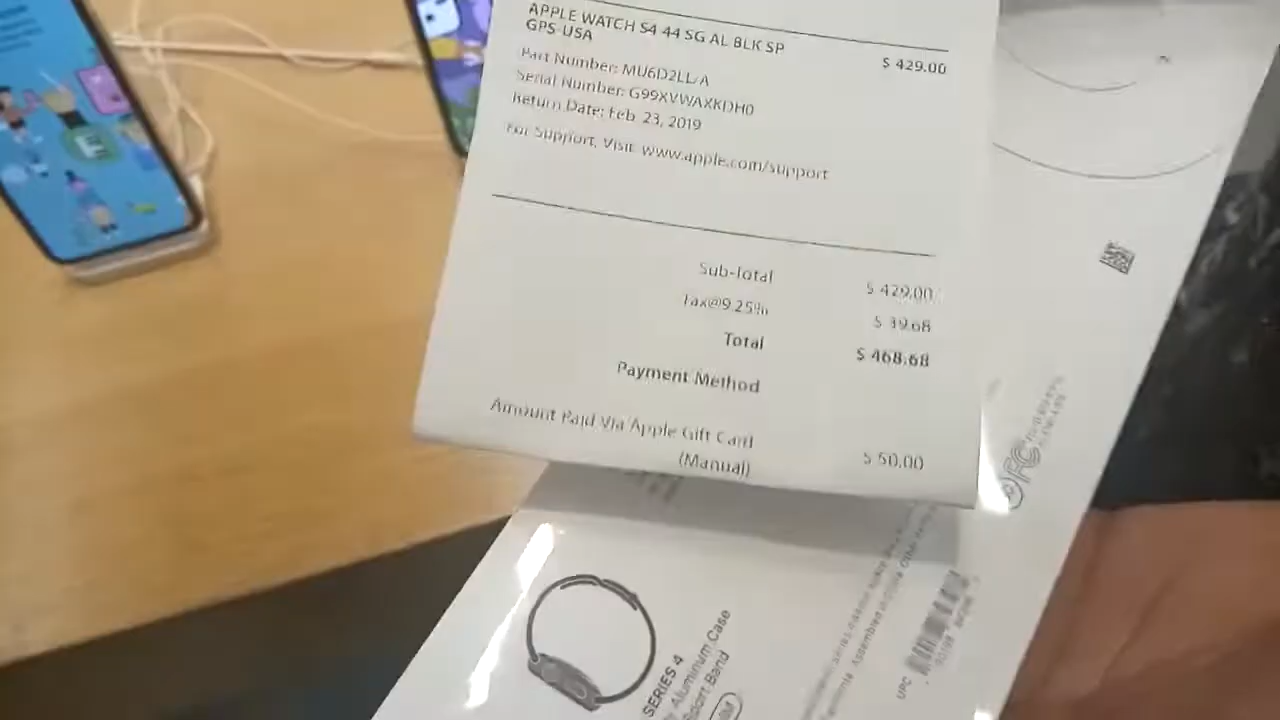 APPLE WATCH S4 44 SG AL BLK SP
GPS-USA
$ 429.00
Part Number: MU6D2LL/A
Serial Number: G99XVWAXKDH0
Return Date: Feb 23, 2019
For Support, Visit www.apple.com/support
Sub-Total $ 429.00
Tax@9.25% $ 39.68
Total $ 468.68
Payment Method
Amount Paid Via Apple Gift Card
(Manual) $ 50.00
SERIES 4
Aluminum Case
Sport Band
UPC